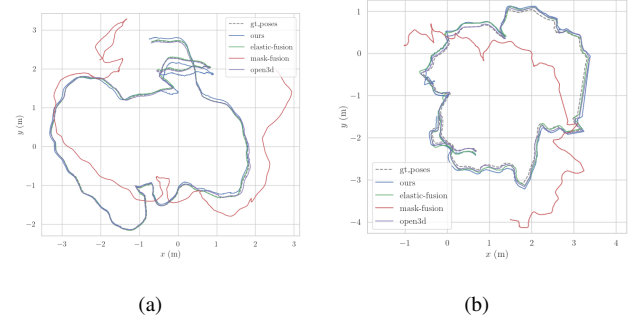 3
2
1
0
−1
−2
y (m)
−3
−2
−1
0
1
2
3
x (m)
gt_poses
ours
elastic-fusion
mask-fusion
open3d
(a)
1
0
−1
−2
−3
−4
y (m)
−1
0
1
2
3
4
x (m)
gt_poses
ours
elastic-fusion
mask-fusion
open3d
(b)